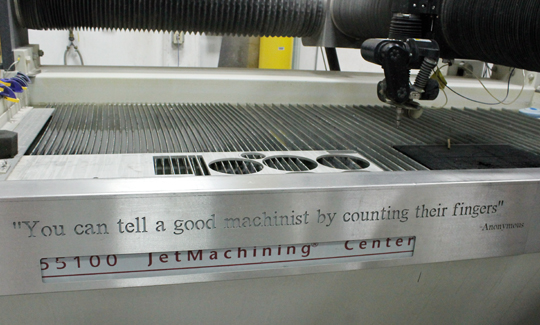 "You can tell a good machinist by counting their fingers"
-Anonymous
55100 JetMachining® Center